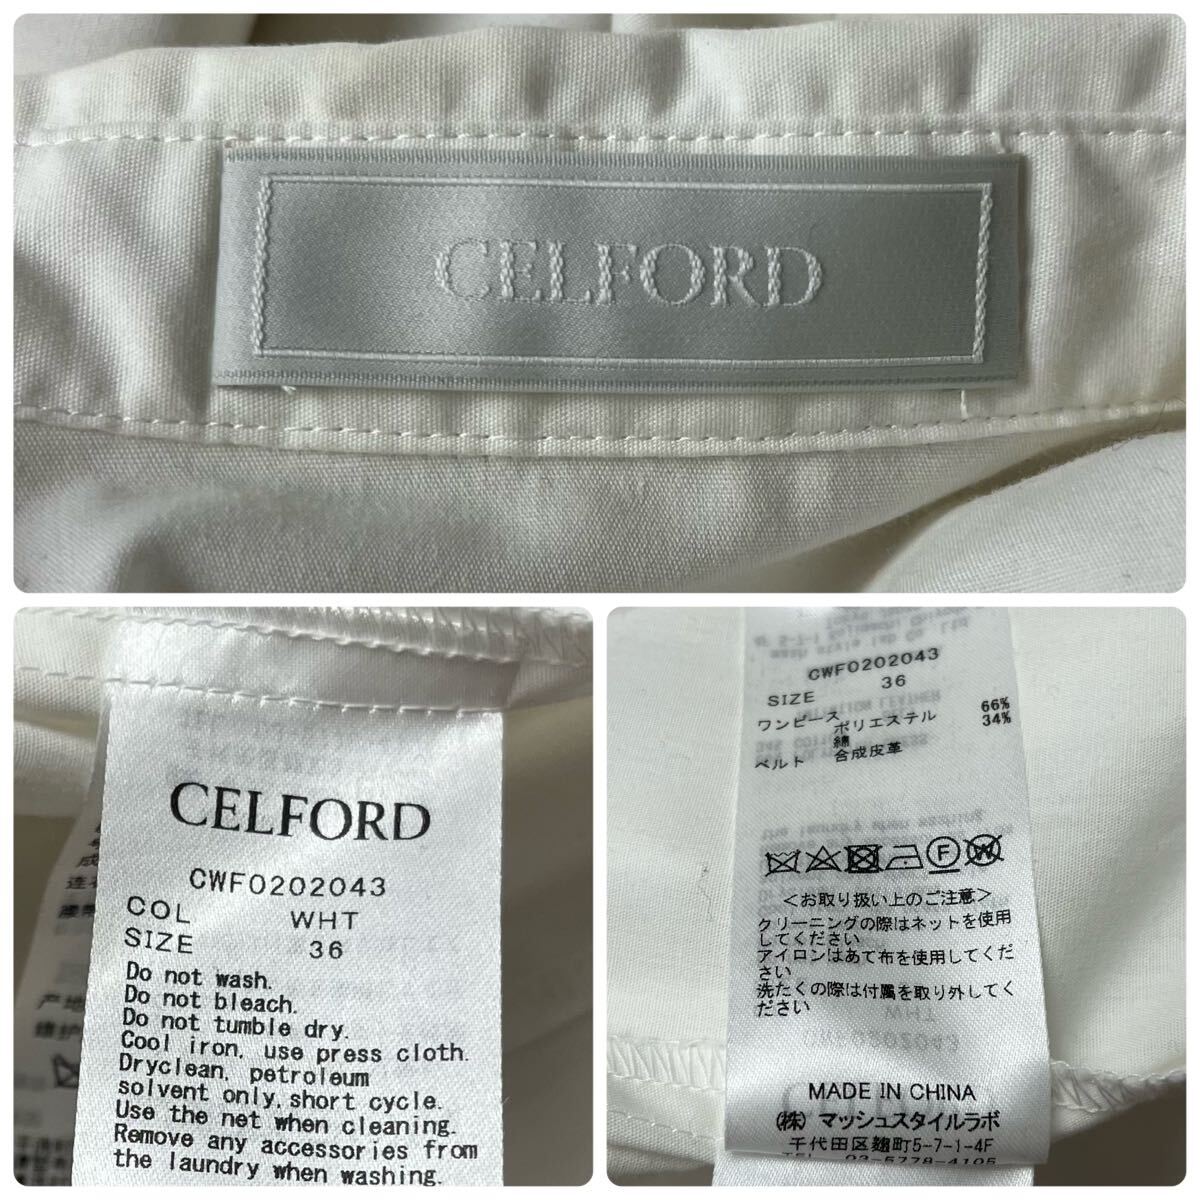 CELFORD
CELFORD
CWFO202043
COL WHT
SIZE 36
Do not wash.
Do not bleach.
Do not tumble dry.
Cool iron, use press cloth.
Dryclean, petroleum
solvent only, short cycle.
Use the net when cleaning.
Remove any accessories from
the laundry when washing.
CWFO202043
SIZE 36
ワンピース ポリエステル 66%
綿 34%
ベルト 合成皮革
F W
＜お取り扱い上のご注意＞
クリーニングの際はネットを使用
してください
アイロンはあて布を使用してくだ
さい
洗たくの際は付属を取り外してく
ださい
MADE IN CHINA
(株) マッシュスタイルラボ
千代田区麹町5-7-1-4F
TEL 03-5778-4105